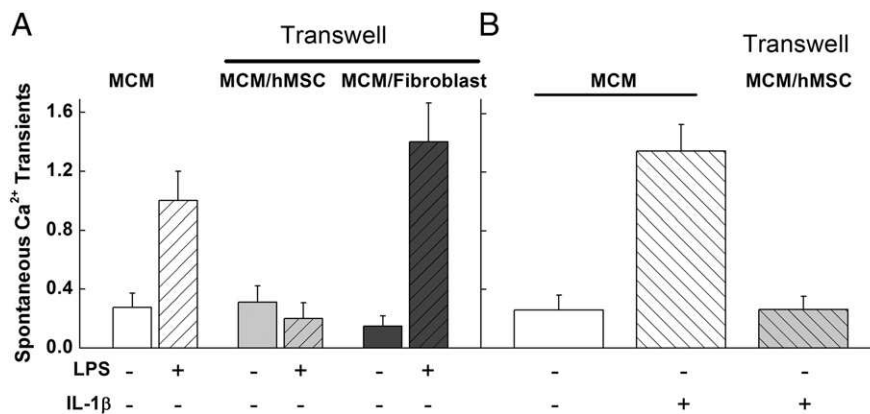 A
Transwell
B
Transwell
MCM MCM/hMSC MCM/Fibroblast MCM MCM/hMSC
Spontaneous Ca²⁺ Transients
1.6
1.2
0.8
0.4
0.0
LPS - + - + - + - - -
IL-1β - - - - - - - + +